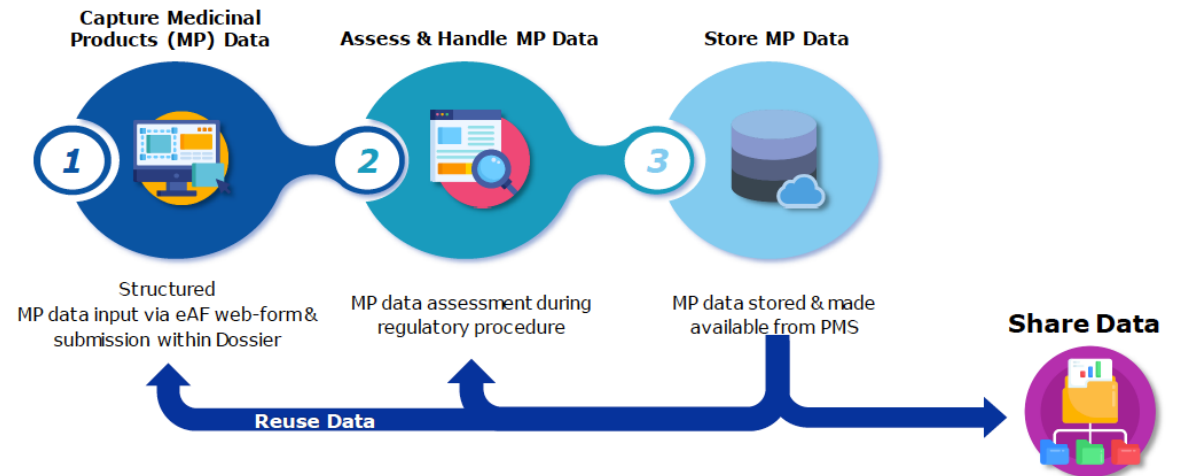 Capture Medicinal
Products (MP) Data
Assess & Handle MP Data
Store MP Data
1
2
3
Structured
MP data input via eAF web-form &
submission within Dossier
MP data assessment during
regulatory procedure
MP data stored & made
available from PMS
Share Data
Reuse Data